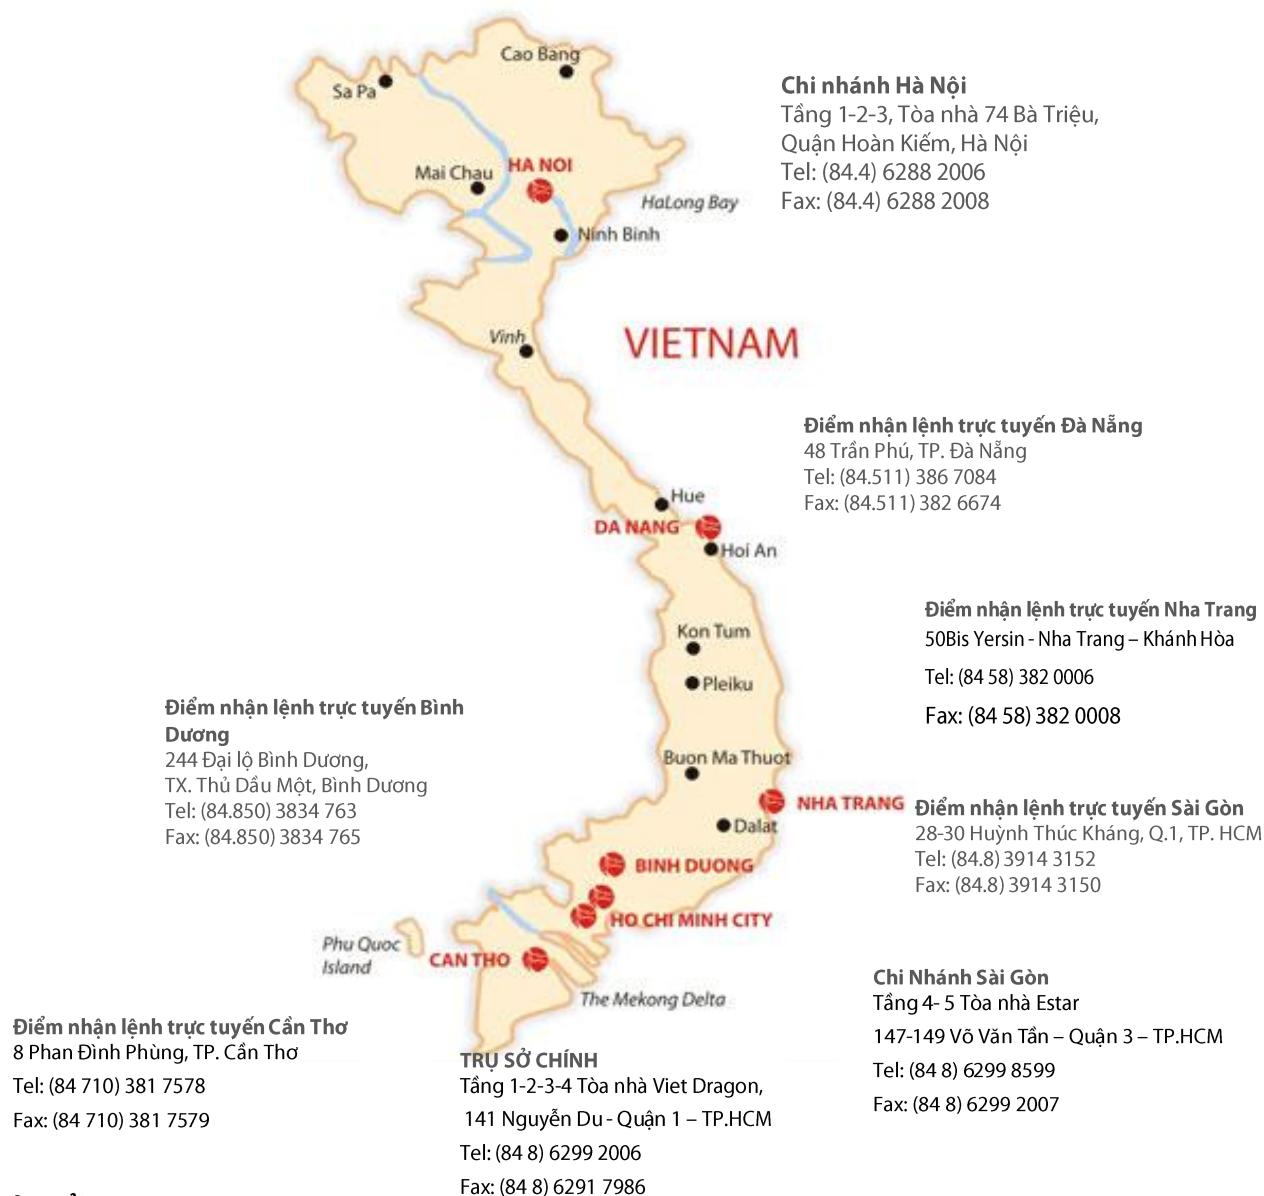 Cao Bang
Sa Pa
Mai Chau
HA NOI
HaLong Bay
Ninh Binh
Chi nhánh Hà Nội
Tầng 1-2-3, Tòa nhà 74 Bà Triệu,
Quận Hoàn Kiếm, Hà Nội
Tel: (84.4) 6288 2006
Fax: (84.4) 6288 2008
Vinh
VIETNAM
Điểm nhận lệnh trực tuyến Đà Nẵng
48 Trần Phú, TP. Đà Nẵng
Tel: (84.511) 386 7084
Fax: (84.511) 382 6674
Hue
DA NANG
Hoi An
Kon Tum
Pleiku
Điểm nhận lệnh trực tuyến Nha Trang
50Bis Yersin - Nha Trang – Khánh Hòa
Tel: (84 58) 382 0006
Fax: (84 58) 382 0008
Điểm nhận lệnh trực tuyến Bình
Dương
244 Đại lộ Bình Dương,
TX. Thủ Dầu Một, Bình Dương
Tel: (84.850) 3834 763
Fax: (84.850) 3834 765
Buon Ma Thuot
NHA TRANG
Dalat
BINH DUONG
HO CHI MINH CITY
Điểm nhận lệnh trực tuyến Sài Gòn
28-30 Huỳnh Thúc Kháng, Q.1, TP. HCM
Tel: (84.8) 3914 3152
Fax: (84.8) 3914 3150
Phu Quoc
Island
CAN THO
The Mekong Delta
Chi Nhánh Sài Gòn
Tầng 4- 5 Tòa nhà Estar
147-149 Võ Văn Tần – Quận 3 – TP.HCM
Tel: (84 8) 6299 8599
Fax: (84 8) 6299 2007
Điểm nhận lệnh trực tuyến Cần Thơ
8 Phan Đình Phùng, TP. Cần Thơ
Tel: (84 710) 381 7578
Fax: (84 710) 381 7579
TRỤ SỞ CHÍNH
Tầng 1-2-3-4 Tòa nhà Viet Dragon,
141 Nguyễn Du - Quận 1 – TP.HCM
Tel: (84 8) 6299 2006
Fax: (84 8) 6291 7986